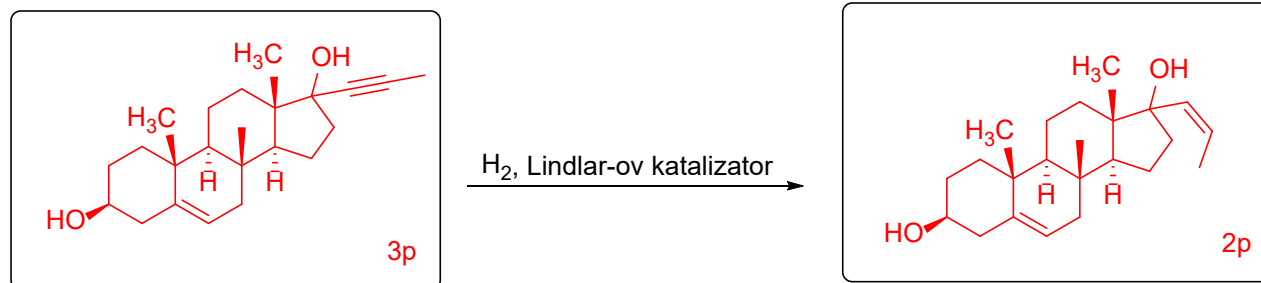 H₃C
OH
H₃C
H
H
HO
3p
H₂, Lindlar-ov katalizator
H₃C
OH
H₃C
H
H
HO
2p